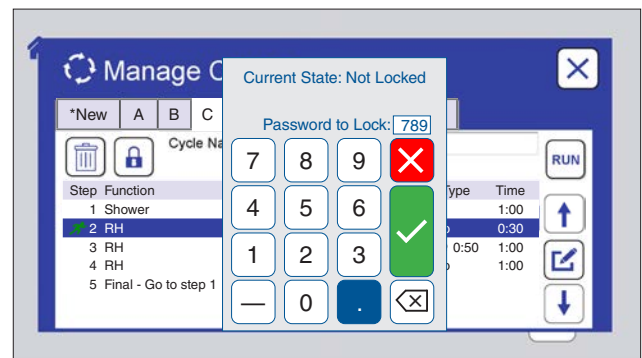 Manage C
Current State: Not Locked
*New A B C
Password to Lock: 789
Cycle Na
RUN
7 8 9
Step Function Type Time
1 Shower 1:00
4 5 6
2 RH 0:30
3 RH 0:50 1:00
1 2 3
4 RH 1:00
5 Final - Go to step 1
— 0 .